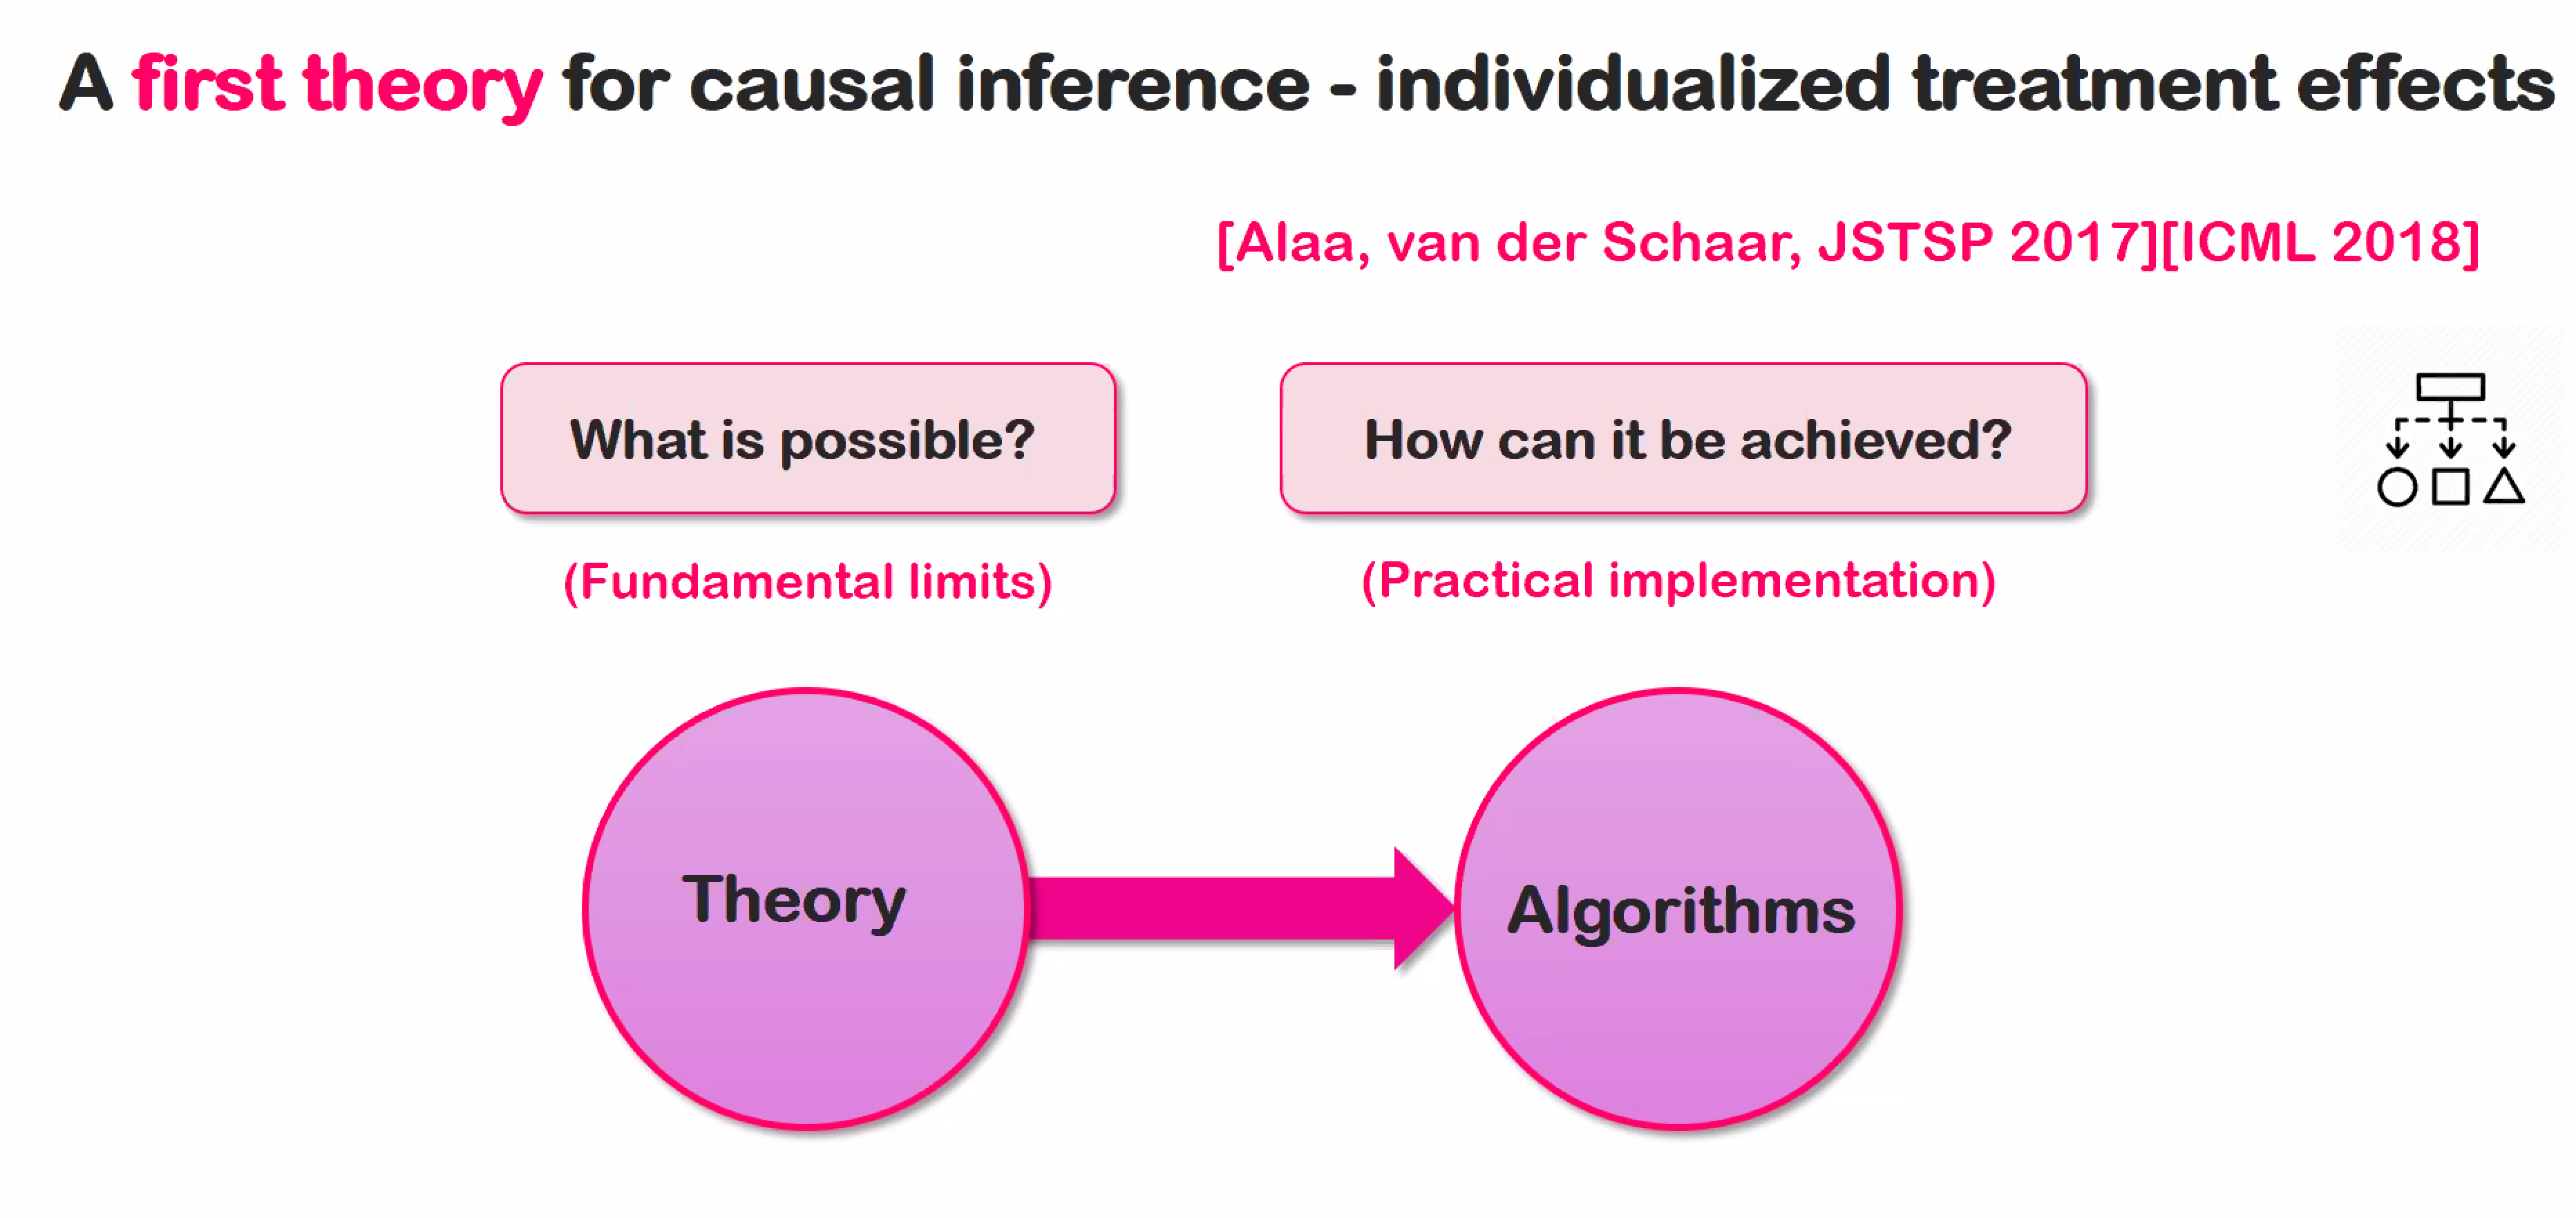 A first theory for causal inference - individualized treatment effects
[Alaa, van der Schaar, JSTSP 2017][ICML 2018]
What is possible?
How can it be achieved?
(Fundamental limits)
(Practical implementation)
Theory
Algorithms